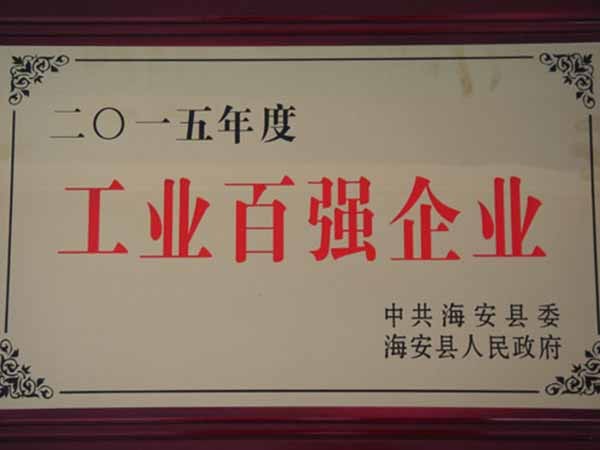 二〇一五年度
工业百强企业
中共海安县委
海安县人民政府